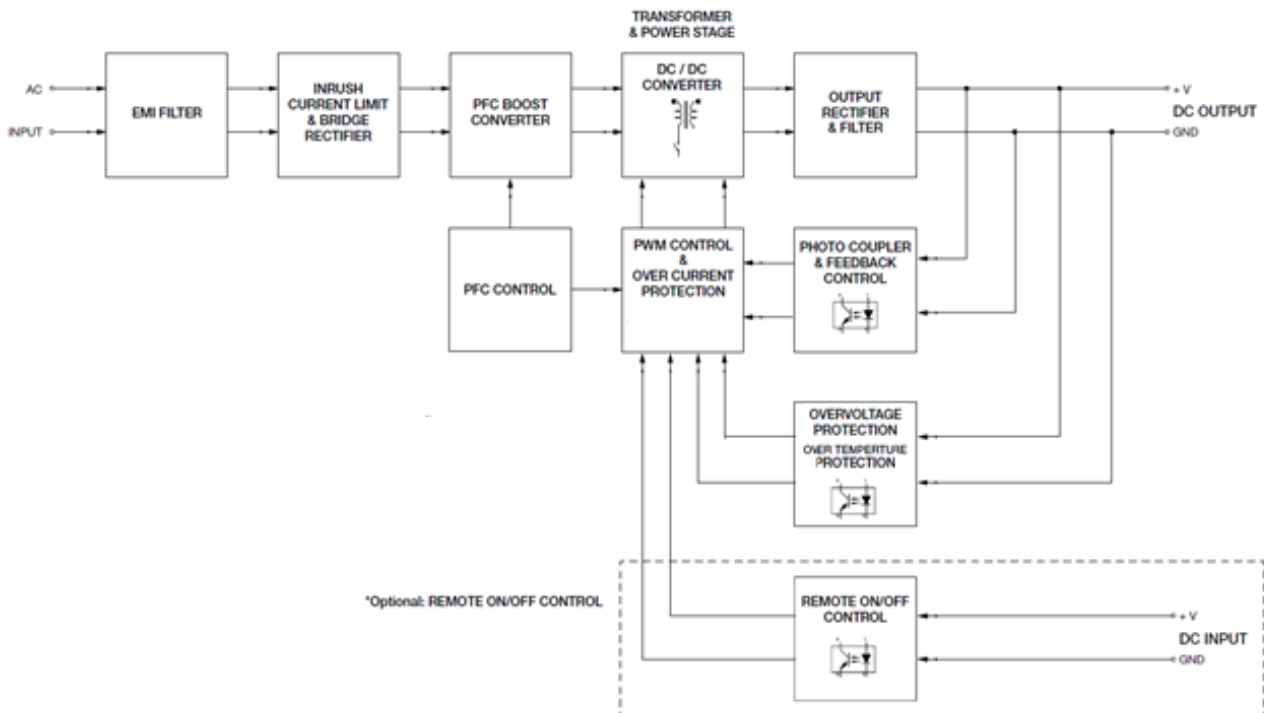 TRANSFORMER
& POWER STAGE
AC
INPUT
EMI FILTER
INRUSH
CURRENT LIMIT
& BRIDGE
RECTIFIER
PFC BOOST
CONVERTER
DC / DC
CONVERTER
OUTPUT
RECTIFIER
& FILTER
+ V
DC OUTPUT
GND
PFC CONTROL
PWM CONTROL
&
OVER CURRENT
PROTECTION
PHOTO COUPLER
& FEEDBACK
CONTROL
OVERVOLTAGE
PROTECTION
OVER TEMPERTURE
PROTECTION
*Optional: REMOTE ON/OFF CONTROL
REMOTE ON/OFF
CONTROL
+ V
DC INPUT
GND